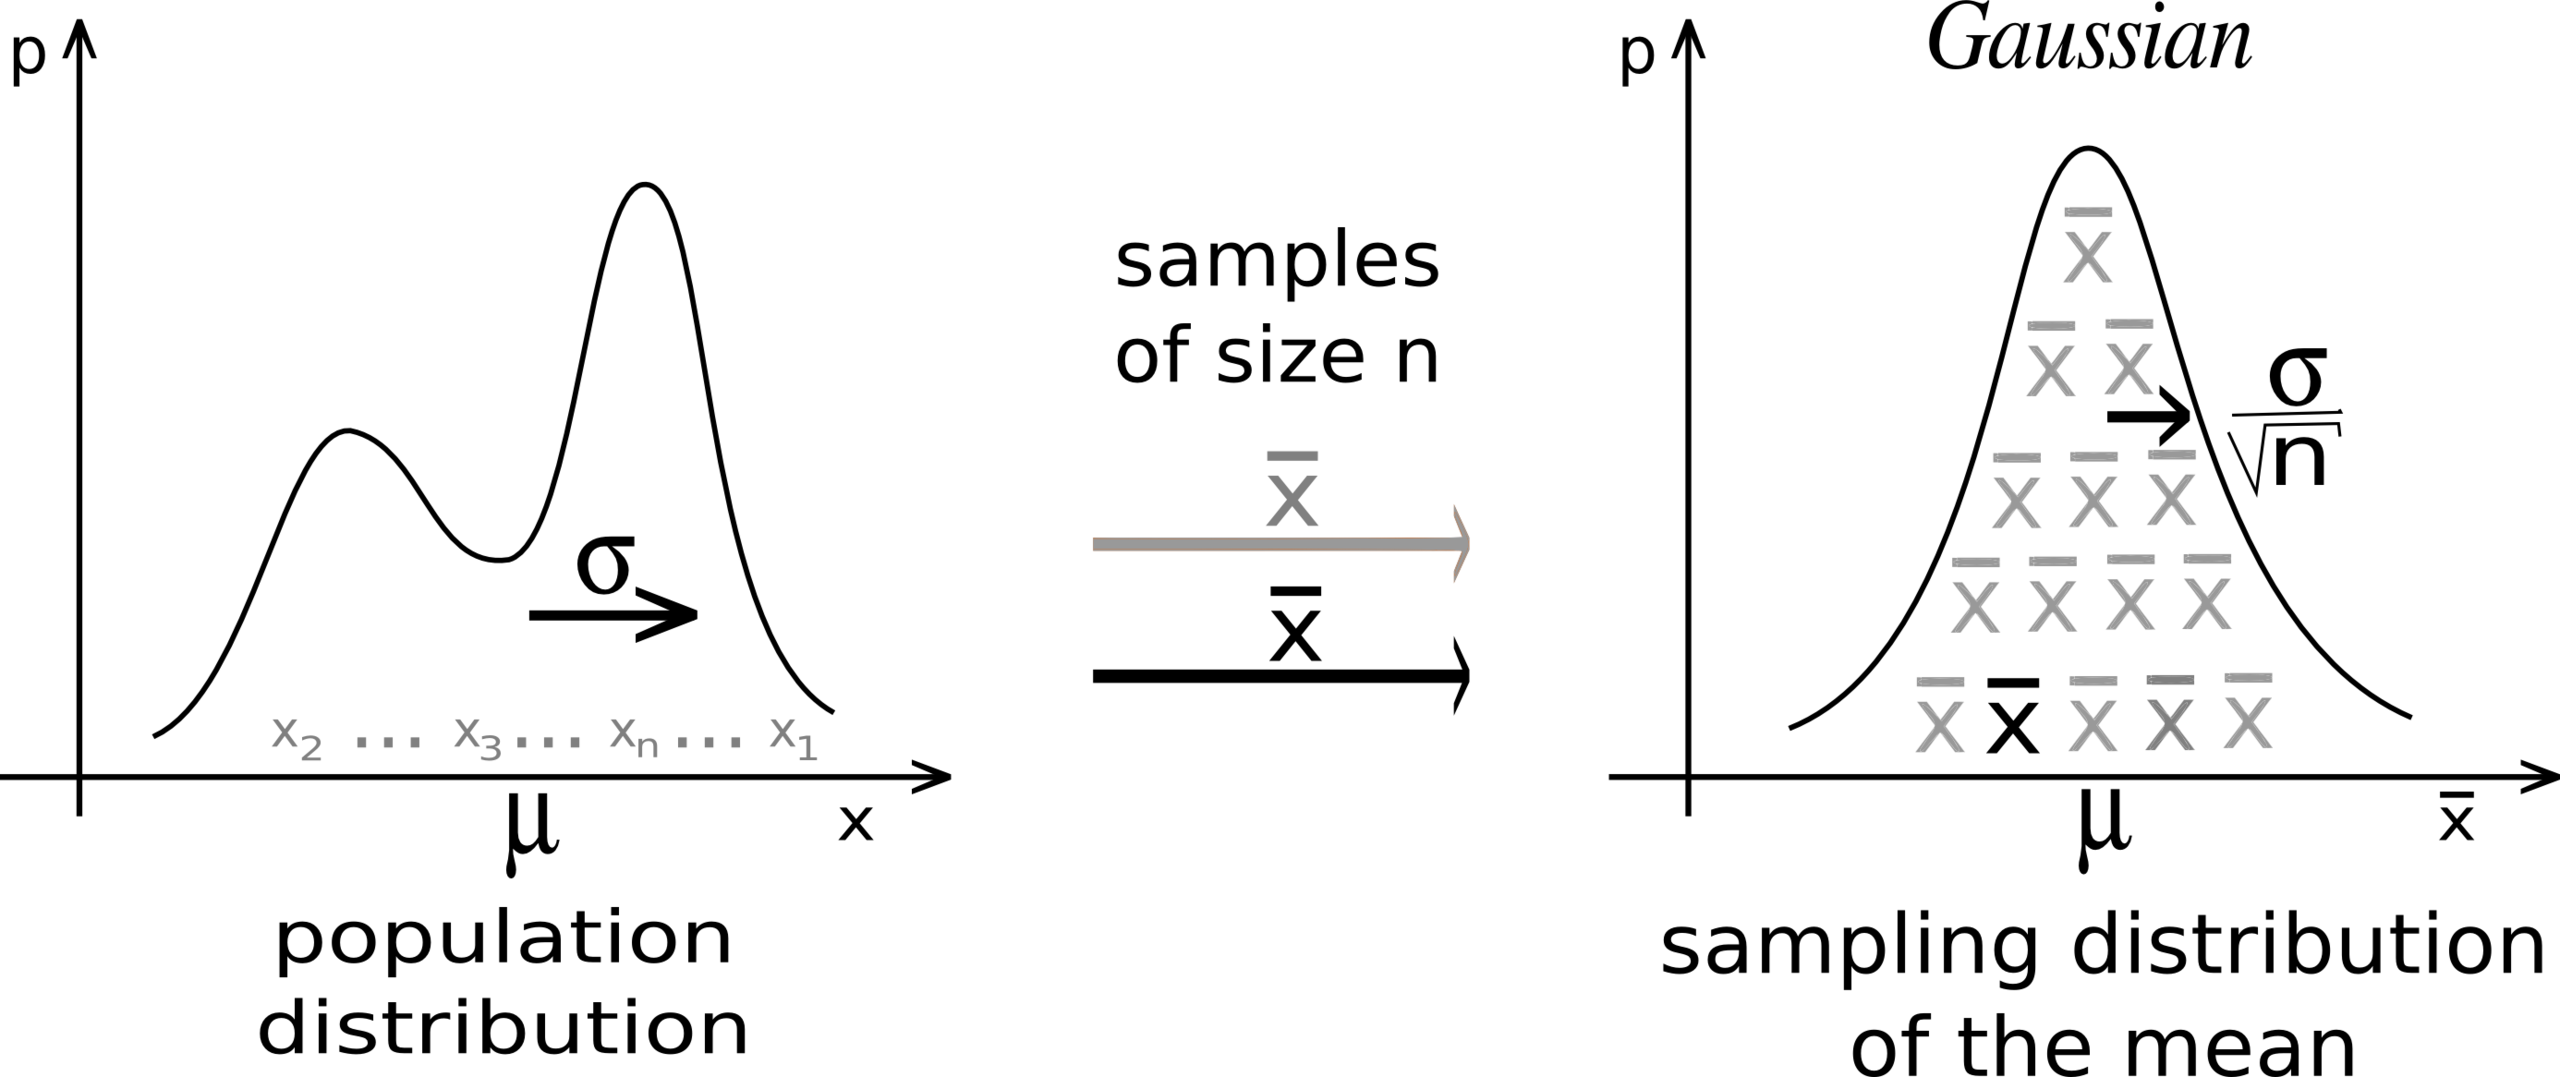 p
σ
x₂ ... x₃... xₙ... x₁
μ
x
population
distribution
samples
of size n
x̄
x̄
Gaussian
p
x̄
x̄ x̄
σ/√n
x̄ x̄ x̄
x̄ x̄ x̄ x̄
x̄ x̄ x̄ x̄ x̄
μ
x̄
sampling distribution
of the mean